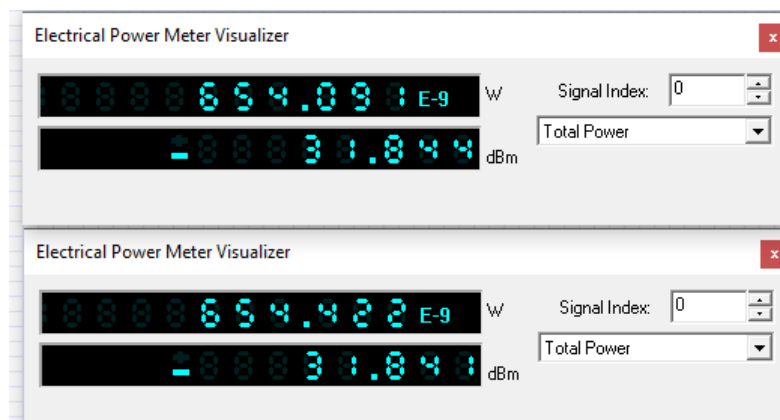 Electrical Power Meter Visualizer
x
654.091 E-9 W Signal Index: 0
Total Power
- 31.844 dBm
Electrical Power Meter Visualizer
x
654.422 E-9 W Signal Index: 0
Total Power
- 31.841 dBm